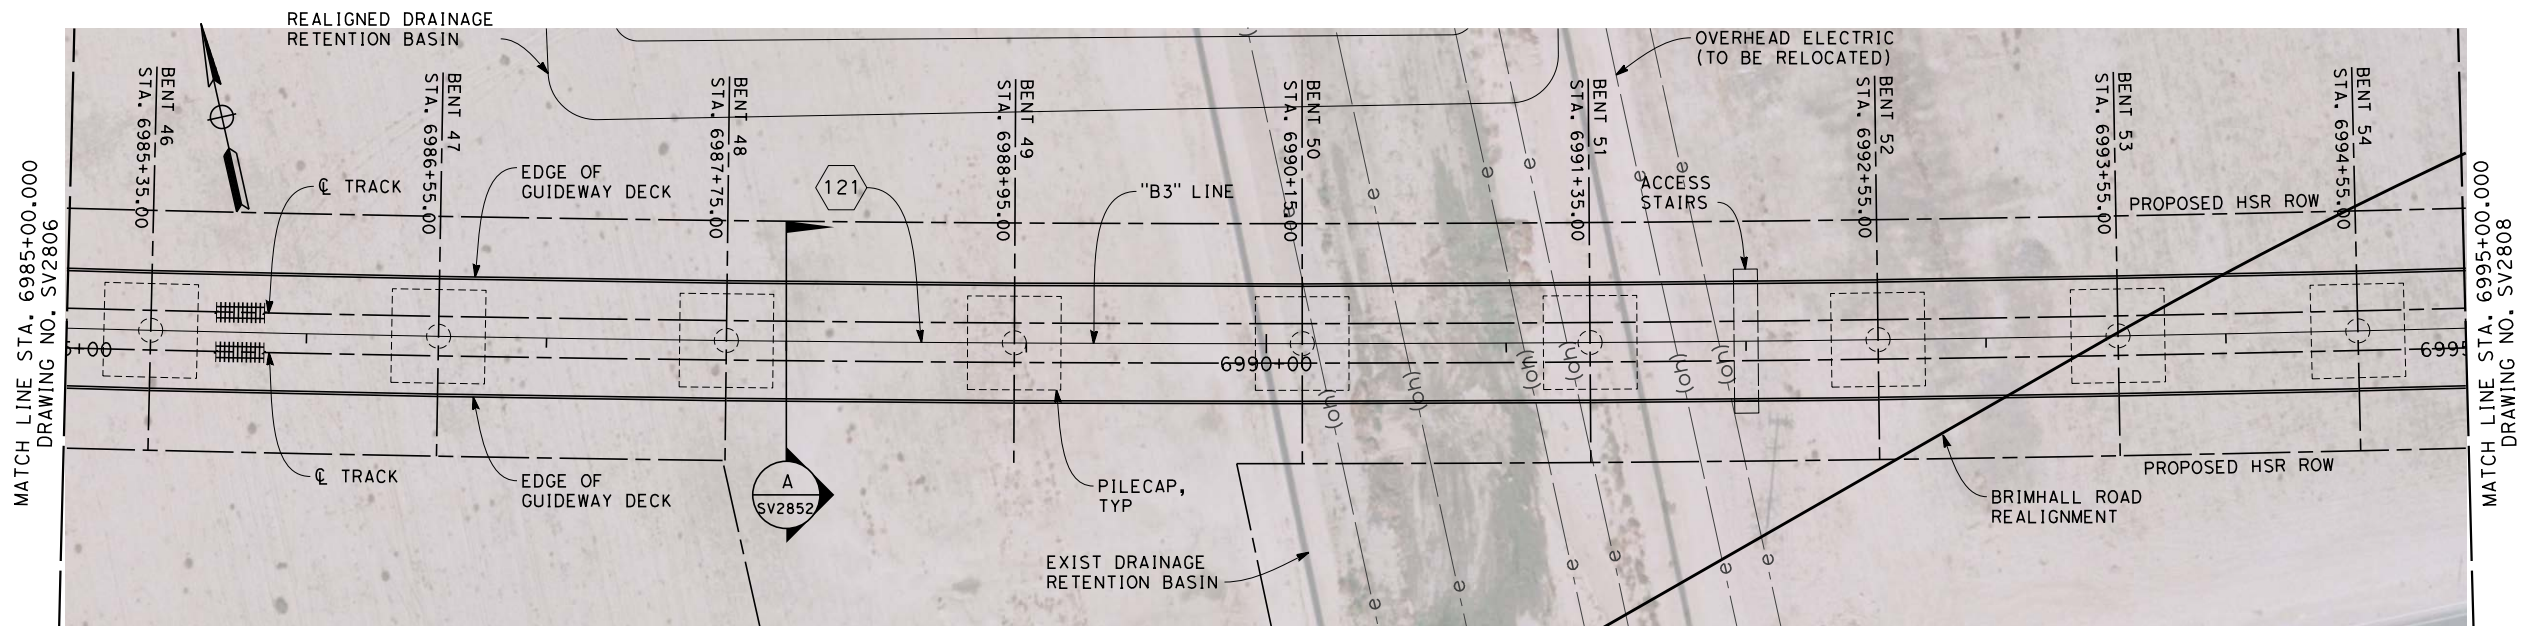 REALIGNED DRAINAGE
RETENTION BASIN
OVERHEAD ELECTRIC
(TO BE RELOCATED)
BENT 46
STA. 6985+35.00
BENT 47
STA. 6986+55.00
BENT 48
STA. 6987+75.00
BENT 49
STA. 6988+95.00
BENT 50
STA. 6990+15.00
BENT 51
STA. 6991+35.00
BENT 52
STA. 6992+55.00
BENT 53
STA. 6993+55.00
BENT 54
STA. 6994+55.00
MATCH LINE STA. 6985+00.000
DRAWING NO. SV2806
℄ TRACK
EDGE OF
GUIDEWAY DECK
121
"B3" LINE
ACCESS
STAIRS
PROPOSED HSR ROW
MATCH LINE STA. 6995+00.000
DRAWING NO. SV2808
e
e
e
e
e
5+00
6990+00
6995
(oh)
(oh)
(oh)
(oh)
(oh)
(oh)
℄ TRACK
EDGE OF
GUIDEWAY DECK
A
SV2852
PILECAP,
TYP
PROPOSED HSR ROW
BRIMHALL ROAD
REALIGNMENT
EXIST DRAINAGE
RETENTION BASIN
e
e
e
e
e
e